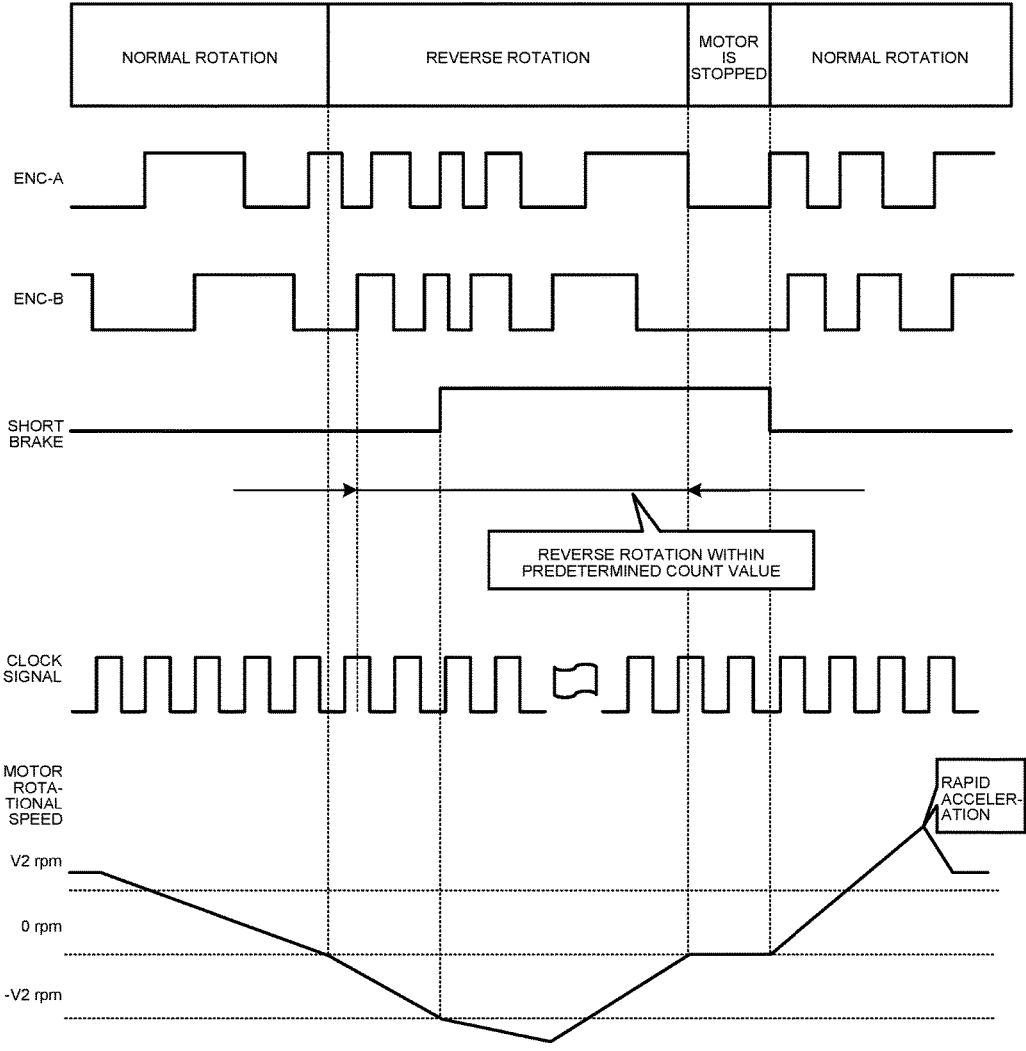 NORMAL ROTATION
REVERSE ROTATION
MOTOR
IS
STOPPED
NORMAL ROTATION
ENC-A
ENC-B
SHORT
BRAKE
REVERSE ROTATION WITHIN
PREDETERMINED COUNT VALUE
CLOCK
SIGNAL
MOTOR
ROTA-
TIONAL
SPEED
RAPID
ACCELER-
ATION
V2 rpm
0 rpm
-V2 rpm